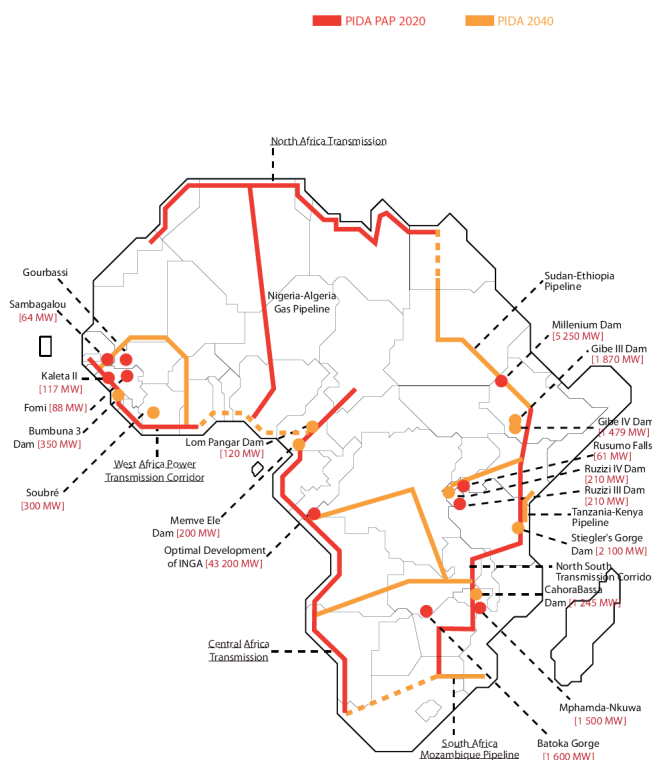 PIDA PAP 2020
PIDA 2040
North Africa Transmission
Gourbassi
Sambagalou
[64 MW]
Kaleta II
[117 MW]
Fomi [88 MW]
Bumbuna 3
Dam [350 MW]
Soubré
[300 MW]
West Africa Power
Transmission Corridor
Nigeria-Algeria
Gas Pipeline
Lom Pangar Dam
[120 MW]
Memve Ele
Dam [200 MW]
Optimal Development
of INGA [43 200 MW]
Central Africa
Transmission
Sudan-Ethiopia
Pipeline
Millenium Dam
[5 250 MW]
Gibe III Dam
[1 870 MW]
Gibe IV Dam
[1 479 MW]
Rusumo Falls
[61 MW]
Ruzizi IV Dam
[210 MW]
Ruzizi III Dam
[210 MW]
Tanzania-Kenya
Pipeline
Stiegler's Gorge
Dam [2 100 MW]
North South
Transmission Corrido
CahoraBassa
Dam [1 245 MW]
Mphamda-Nkuwa
[1 500 MW]
Batoka Gorge
[1 600 MW]
South Africa
Mozambique Pipeline